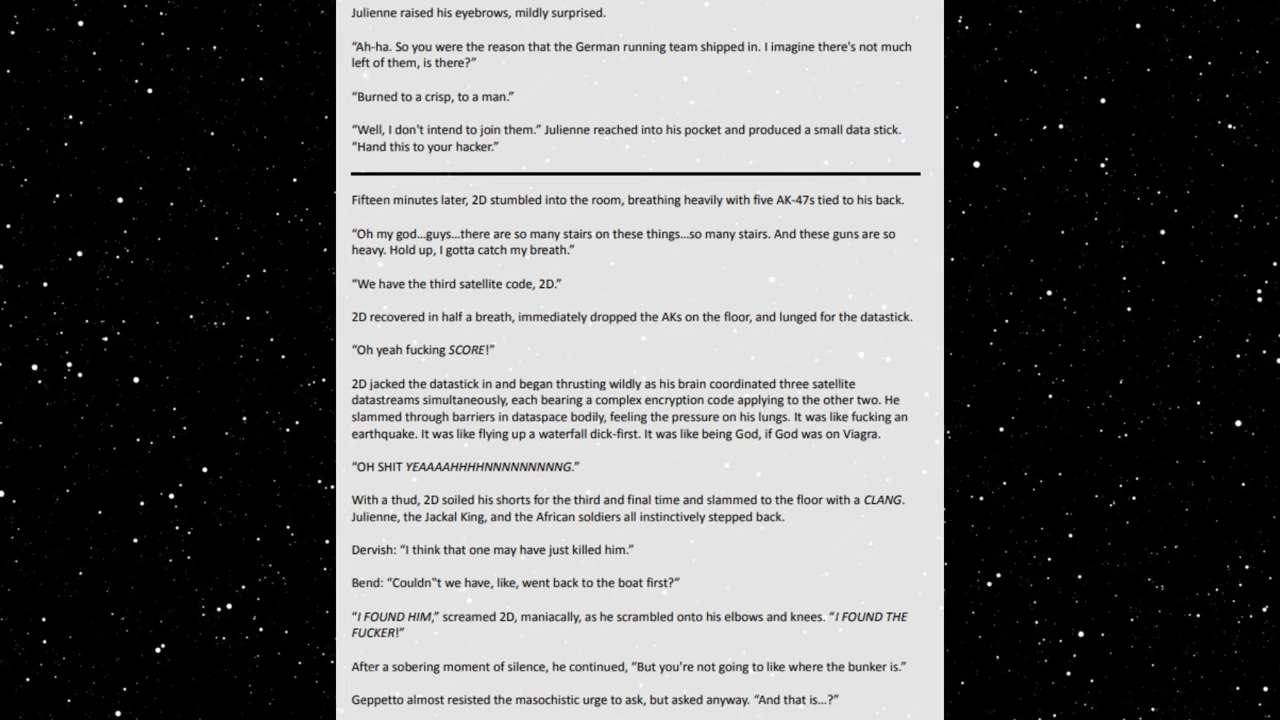 Julienne raised his eyebrows, mildly surprised.
“Ah-ha. So you were the reason that the German running team shipped in. I imagine there's not much
left of them, is there?”
“Burned to a crisp, to a man.”
“Well, I don't intend to join them.” Julienne reached into his pocket and produced a small data stick.
“Hand this to your hacker.”
Fifteen minutes later, 2D stumbled into the room, breathing heavily with five AK-47s tied to his back.
“Oh my god...guys...there are so many stairs on these things...so many stairs. And these guns are so
heavy. Hold up, I gotta catch my breath.”
“We have the third satellite code, 2D.”
2D recovered in half a breath, immediately dropped the AKs on the floor, and lunged for the datastick.
“Oh yeah fucking SCORE!”
2D jacked the datastick in and began thrusting wildly as his brain coordinated three satellite
datastreams simultaneously, each bearing a complex encryption code applying to the other two. He
slammed through barriers in dataspace bodily, feeling the pressure on his lungs. It was like fucking an
earthquake. It was like flying up a waterfall dick-first. It was like being God, if God was on Viagra.
“OH SHIT YEAAAAHHHHNNNNNNNNNG.”
With a thud, 2D soiled his shorts for the third and final time and slammed to the floor with a CLANG.
Julienne, the Jackal King, and the African soldiers all instinctively stepped back.
Dervish: “I think that one may have just killed him.”
Bend: “Couldn"t we have, like, went back to the boat first?”
“I FOUND HIM,” screamed 2D, maniacally, as he scrambled onto his elbows and knees. “I FOUND THE
FUCKER!”
After a sobering moment of silence, he continued, “But you're not going to like where the bunker is.”
Geppetto almost resisted the masochistic urge to ask, but asked anyway. “And that is...?”